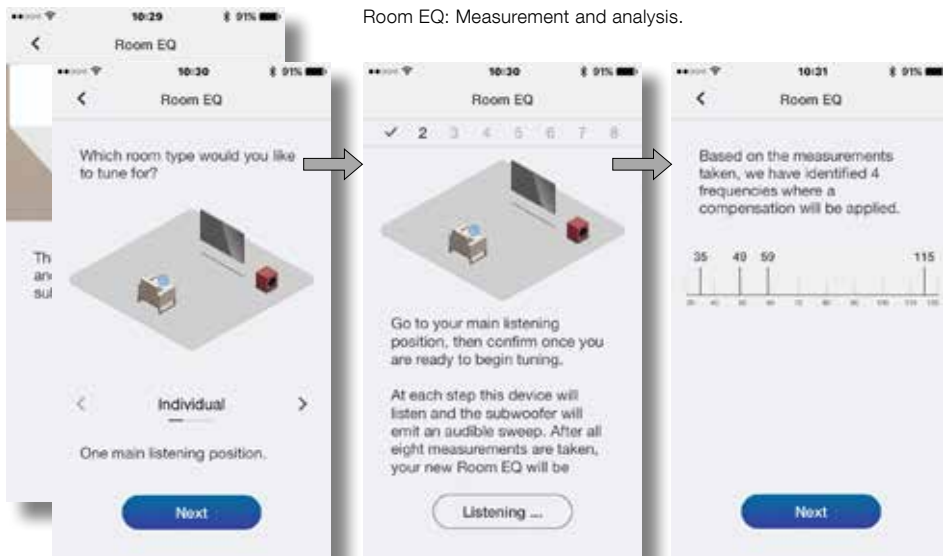 Room EQ: Measurement and analysis.
10:29
91%
Room EQ
Th
an
sul
10:30
91%
Room EQ
Which room type would you like
to tune for?
Individual
One main listening position.
Next
10:30
91%
Room EQ
2 3 4 5 6 7 8
Go to your main listening
position, then confirm once you
are ready to begin tuning.
At each step this device will
listen and the subwoofer will
emit an audible sweep. After all
eight measurements are taken,
your new Room EQ will be
Listening ...
10:31
91%
Room EQ
Based on the measurements
taken, we have identified 4
frequencies where a
compensation will be applied.
35 49 59 115
Next